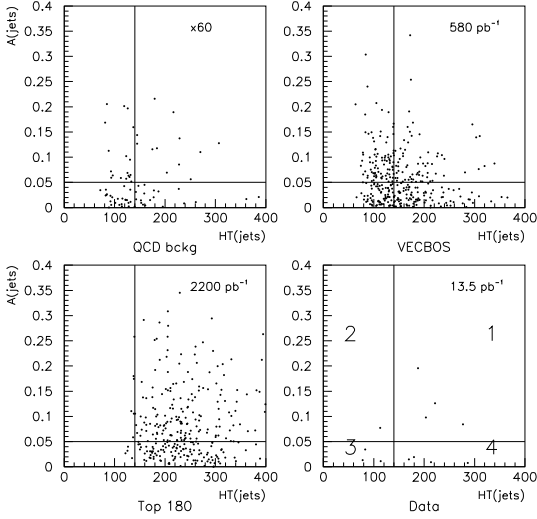 A(jets)
0.4
0.35
0.3
0.25
0.2
0.15
0.1
0.05
0
x60
0 100 200 300 400
HT(jets)
QCD bckg
0.4
0.35
0.3
0.25
0.2
0.15
0.1
0.05
0
580 pb⁻¹
0 100 200 300 400
HT(jets)
VECBOS
A(jets)
0.4
0.35
0.3
0.25
0.2
0.15
0.1
0.05
0
2200 pb⁻¹
0 100 200 300 400
HT(jets)
Top 180
0.4
0.35
0.3
0.25
0.2
0.15
0.1
0.05
0
13.5 pb⁻¹
2 1
3 4
0 100 200 300 400
HT(jets)
Data